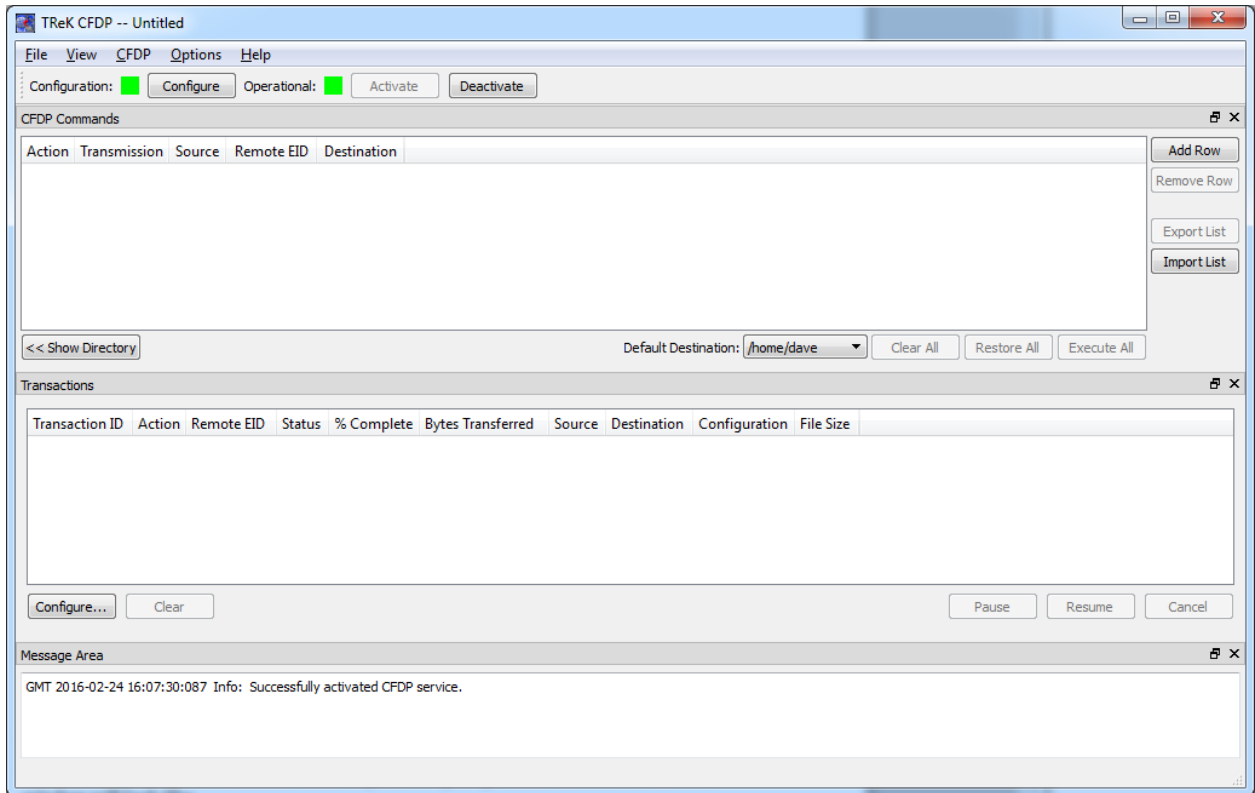 TReK CFDP -- Untitled
File View CFDP Options Help
Configuration: Configure Operational: Activate Deactivate
CFDP Commands
Action Transmission Source Remote EID Destination
Add Row
Remove Row
Export List
Import List
<< Show Directory Default Destination: /home/dave Clear All Restore All Execute All
Transactions
Transaction ID Action Remote EID Status % Complete Bytes Transferred Source Destination Configuration File Size
Configure... Clear Pause Resume Cancel
Message Area
GMT 2016-02-24 16:07:30:087 Info: Successfully activated CFDP service.